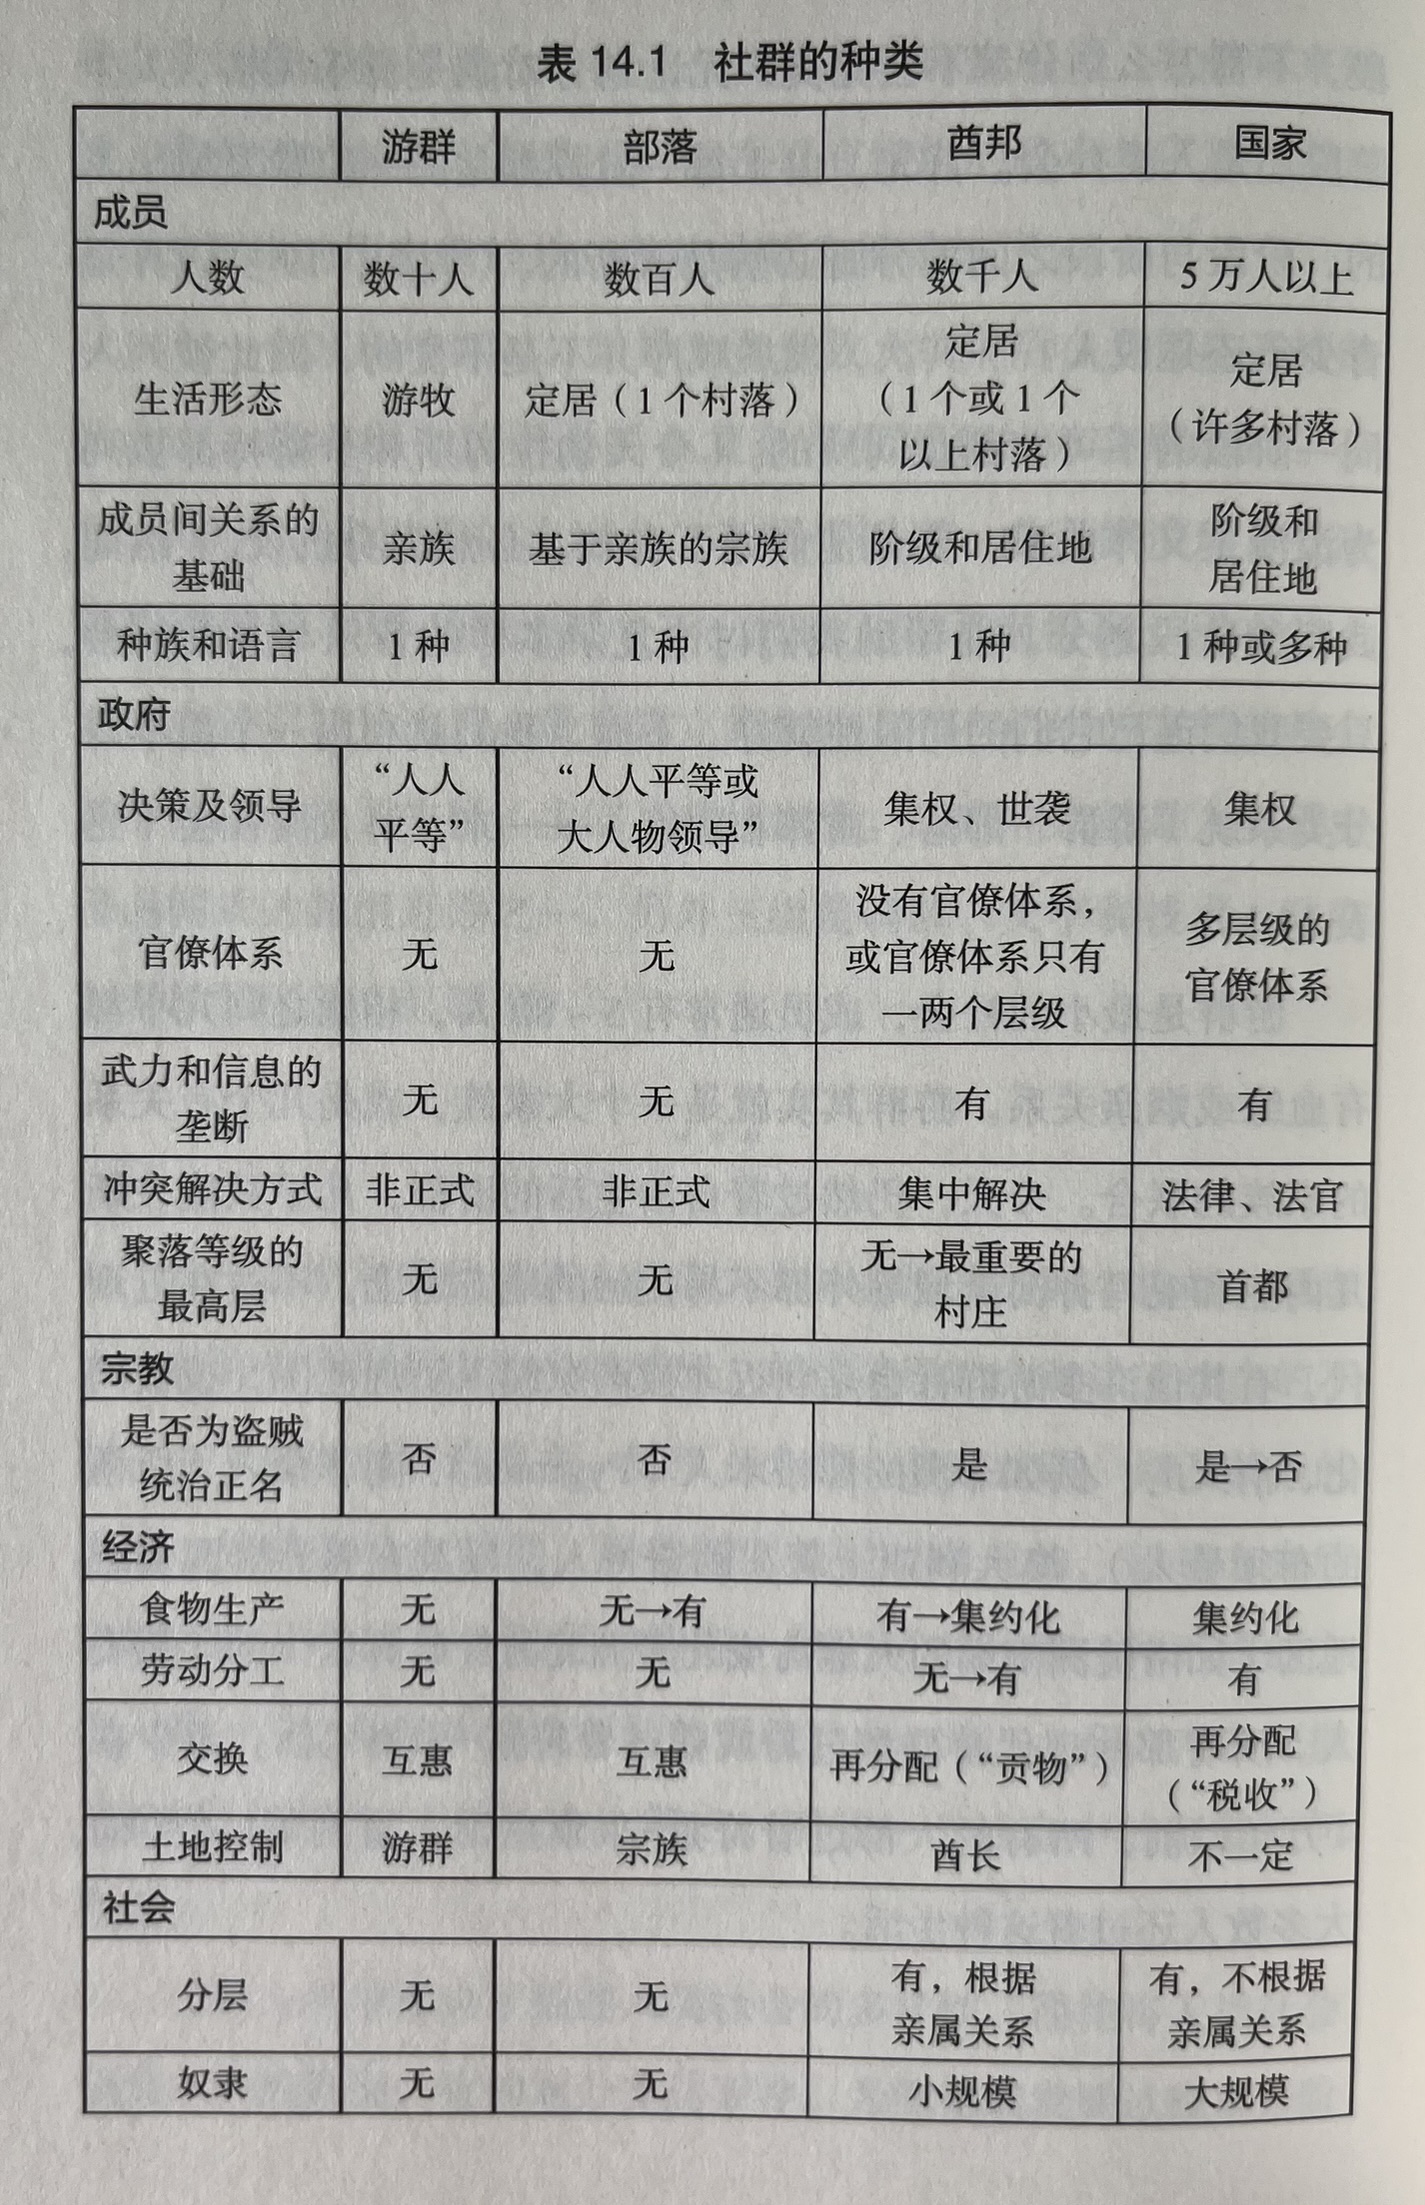 表 14.1　社群的种类
游群 部落 酋邦 国家
成员
人数 数十人 数百人 数千人 5 万人以上
生活形态 游牧 定居（1 个村落） 定居（1 个或 1 个以上村落） 定居（许多村落）
成员间关系的基础 亲族 基于亲族的宗族 阶级和居住地 阶级和居住地
种族和语言 1 种 1 种 1 种 1 种或多种
政府
决策及领导 “人人平等” “人人平等或大人物领导” 集权、世袭 集权
官僚体系 无 无 没有官僚体系，或官僚体系只有一两个层级 多层级的官僚体系
武力和信息的垄断 无 无 有 有
冲突解决方式 非正式 非正式 集中解决 法律、法官
聚落等级的最高层 无 无 无→最重要的村庄 首都
宗教
是否为盗贼统治正名 否 否 是 是→否
经济
食物生产 无 无→有 有→集约化 集约化
劳动分工 无 无 无→有 有
交换 互惠 互惠 再分配（“贡物”） 再分配（“税收”）
土地控制 游群 宗族 酋长 不一定
社会
分层 无 无 有，根据亲属关系 有，不根据亲属关系
奴隶 无 无 小规模 大规模